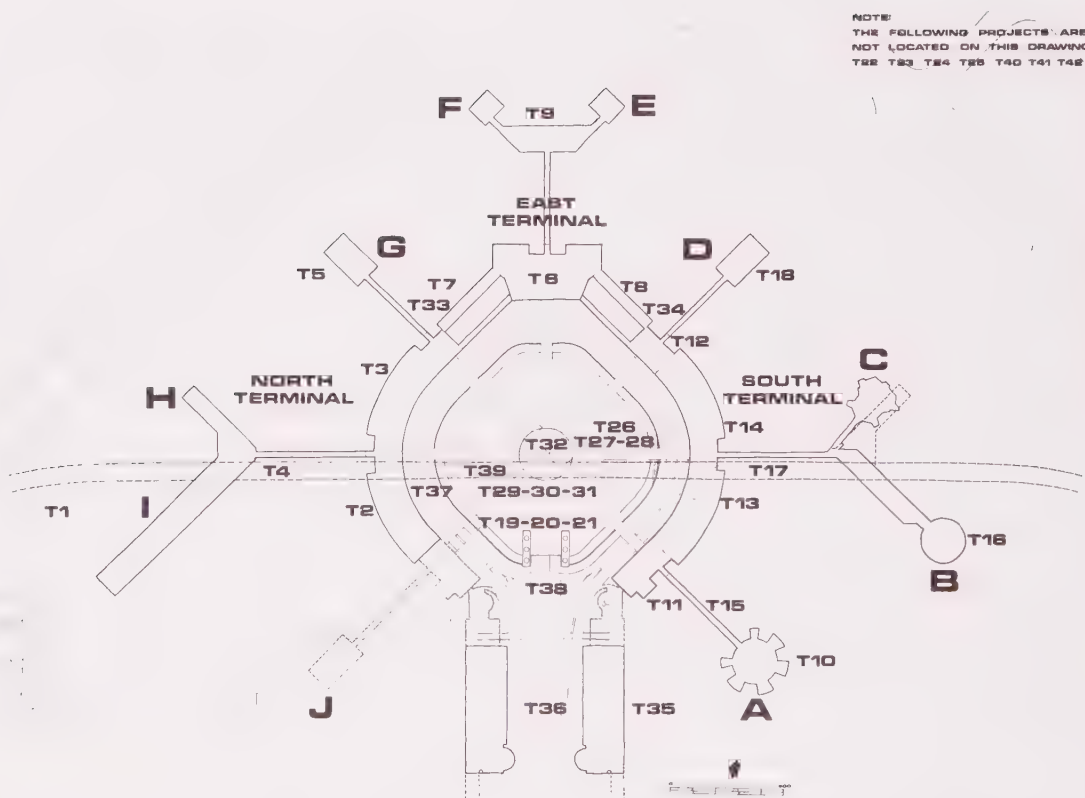 NOTE:
THE FOLLOWING PROJECTS ARE
NOT LOCATED ON THIS DRAWING
T22 T23 T24 T25 T40 T41 T42
F T9 E
EAST
TERMINAL
G D
T5 T7 T6 T8 T18
T33 T34
T12
T3 C
NORTH
TERMINAL
SOUTH
TERMINAL
H
T26 T14
T32 T27-28
T4 T39 T17
T1 I T2 T37 T29-30-31 T13
T19-20-21
T16
B
T38 T11 T15
T10
J T36 T35 A